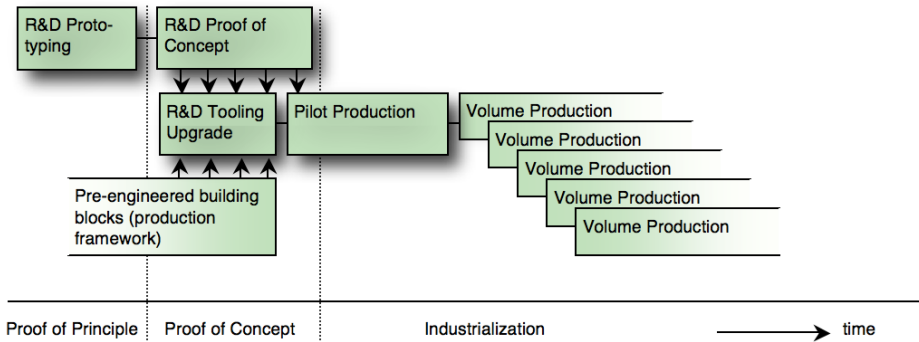 R&D Proto-
typing
R&D Proof of
Concept
R&D Tooling
Upgrade
Pilot Production
Volume Production
Volume Production
Volume Production
Volume Production
Volume Production
Pre-engineered building
blocks (production
framework)
Proof of Principle
Proof of Concept
Industrialization
time